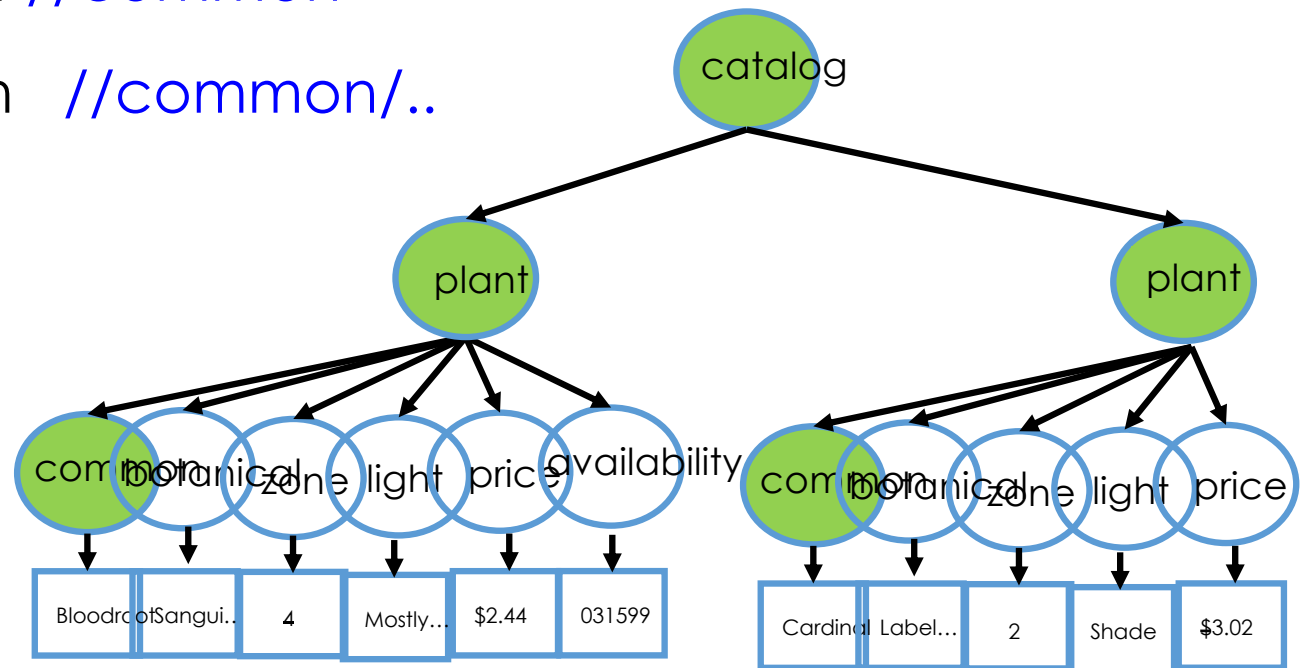 //common
n //common/..
catalog
plant
plant
common botanical zone light price availability
common botanical zone light price
Bloodroot Sangui... 4 Mostly... $2.44 031599
Cardinal Label... 2 Shade $3.02